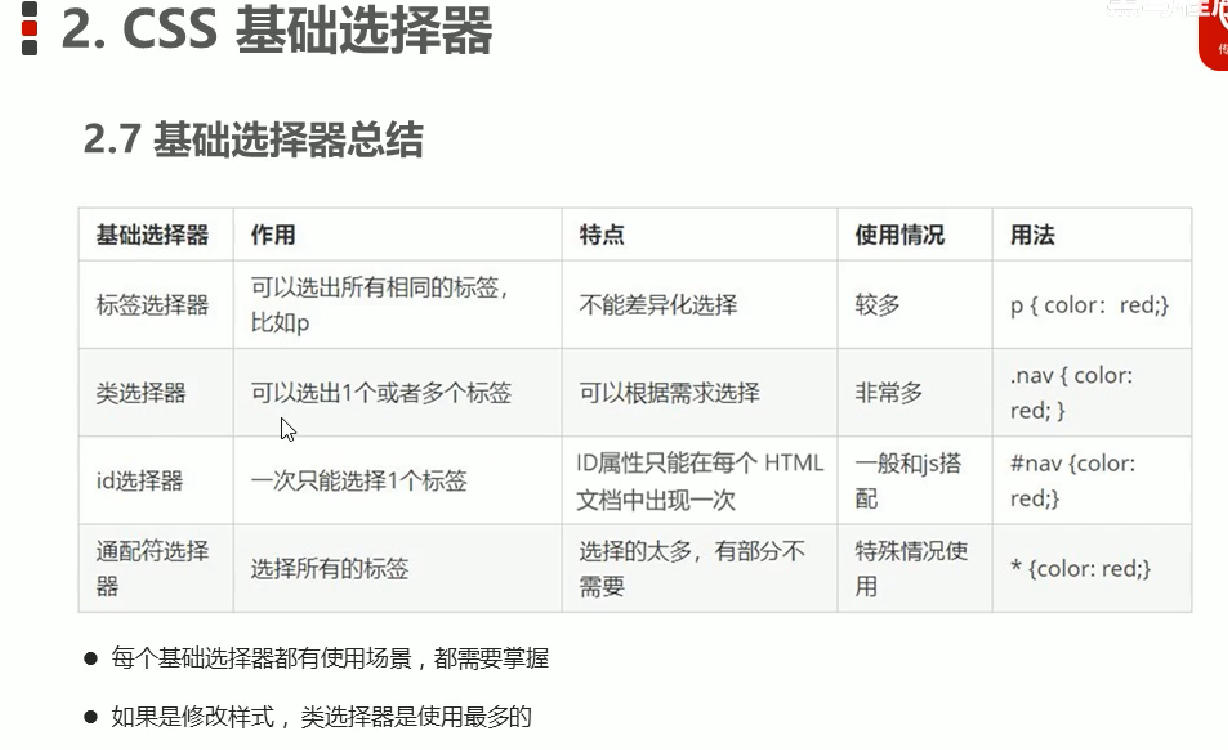 2. CSS 基础选择器
2.7 基础选择器总结
基础选择器 作用 特点 使用情况 用法
标签选择器
可以选出所有相同的标签，
比如p
不能差异化选择
较多
p { color：red;}
类选择器
可以选出1个或者多个标签
可以根据需求选择
非常多
.nav { color:
red; }
id选择器
一次只能选择1个标签
ID属性只能在每个 HTML
文档中出现一次
一般和js搭
配
#nav {color:
red;}
通配符选择
器
选择所有的标签
选择的太多，有部分不
需要
特殊情况使
用
* {color: red;}
● 每个基础选择器都有使用场景，都需要掌握
● 如果是修改样式，类选择器是使用最多的